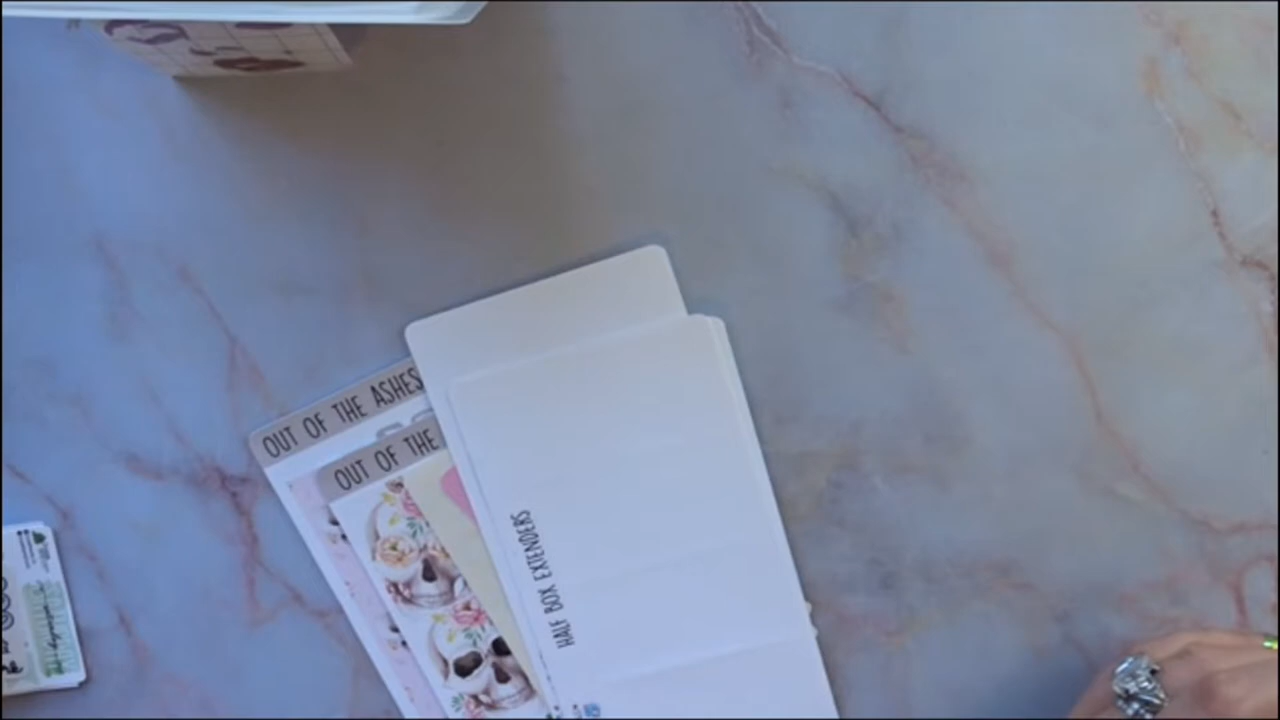 OUT OF THE ASHES
OUT OF THE
HALF BOX EXTENDERS